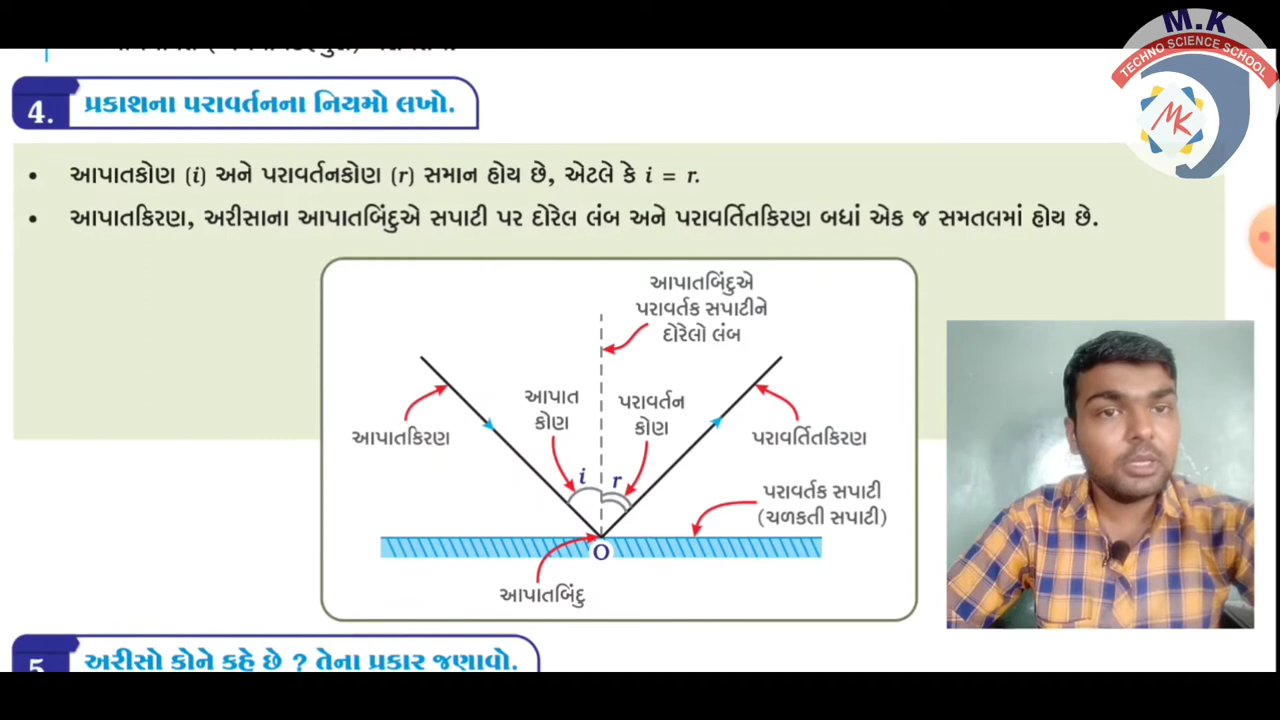 M.K
TECHNO SCIENCE SCHOOL
MK
4. પ્રકાશના પરાવર્તનના નિયમો લખો.
• આપાતકોણ (i) અને પરાવર્તનકોણ (r) સમાન હોય છે, એટલે કે i = r.
• આપાતકિરણ, અરીસાના આપાતબિંદુએ સપાટી પર દોરેલ લંબ અને પરાવર્તિતકિરણ બધાં એક જ સમતલમાં હોય છે.
આપાતબિંદુએ
પરાવર્તક સપાટીને
દોરેલો લંબ
આપાત
કોણ
પરાવર્તન
કોણ
આપાતકિરણ
પરાવર્તિતકિરણ
i r
પરાવર્તક સપાટી
(ચળકતી સપાટી)
O
આપાતબિંદુ
5. અરીસો કોને કહે છે ? તેના પ્રકાર જણાવો.